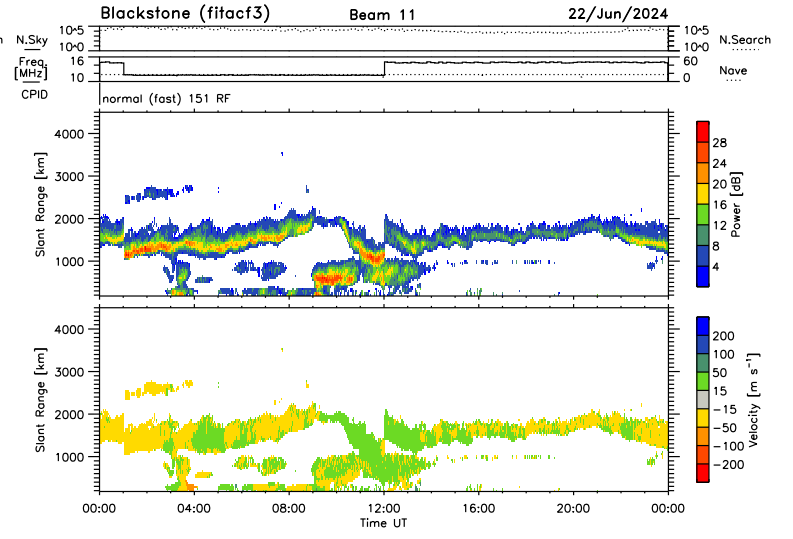 Blackstone (fitacf3)
Beam 11
22/Jun/2024
N.Sky
10^5
10^0
10^5
10^0
N.Search
Freq.
[MHz]
16
10
60
0
Nave
CPID
normal (fast) 151 RF
Slant Range [km]
4000
3000
2000
1000
28
24
20
16
12
8
4
Power [dB]
Slant Range [km]
4000
3000
2000
1000
200
100
50
15
-15
-50
-100
-200
Velocity [m s⁻¹]
00:00 04:00 08:00 12:00 16:00 20:00 00:00
Time UT